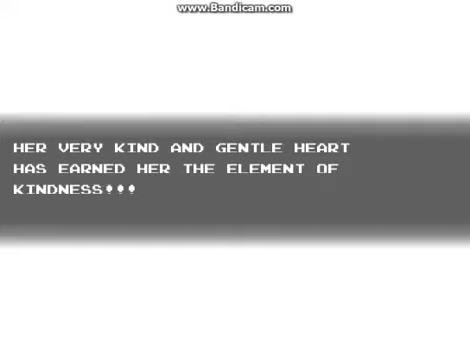 www.Bandicam.com
HER VERY KIND AND GENTLE HEART
HAS EARNED HER THE ELEMENT OF
KINDNESS!!!